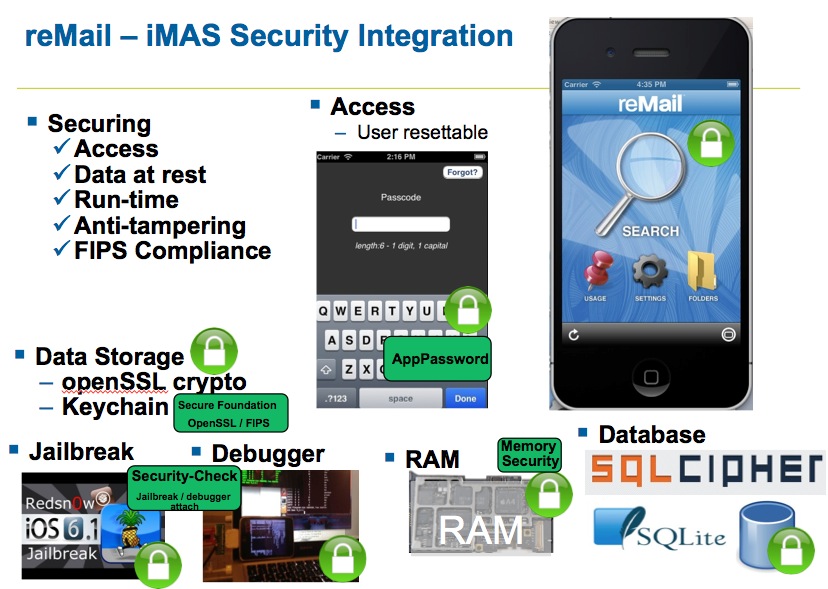 reMail – iMAS Security Integration
Securing
Access
Data at rest
Run-time
Anti-tampering
FIPS Compliance
Access
– User resettable
Carrier 2:16 PM
Forgot?
Passcode
length:6 - 1 digit, 1 capital
Q W E R T Y U
A S D F
Z X
.?123 space Done
AppPassword
Carrier 4:35 PM
reMail
SEARCH
USAGE SETTINGS FOLDERS
Data Storage
– openSSL crypto
– Keychain
Secure Foundation
OpenSSL / FIPS
Jailbreak
Redsn0w
iOS 6.1
Jailbreak
Security-Check
Jailbreak / debugger
attach
Debugger
RAM
Memory
Security
RAM
Database
SQLCIPHER
SQLite